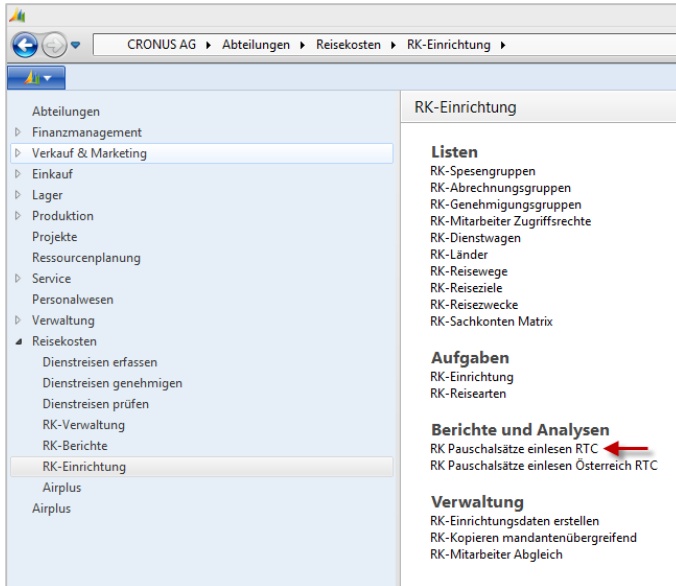 CRONUS AG ▸ Abteilungen ▸ Reisekosten ▸ RK-Einrichtung ▸
Abteilungen
Finanzmanagement
Verkauf & Marketing
Einkauf
Lager
Produktion
Projekte
Ressourcenplanung
Service
Personalwesen
Verwaltung
Reisekosten
Dienstreisen erfassen
Dienstreisen genehmigen
Dienstreisen prüfen
RK-Verwaltung
RK-Berichte
RK-Einrichtung
Airplus
Airplus
RK-Einrichtung
Listen
RK-Spesengruppen
RK-Abrechnungsgruppen
RK-Genehmigungsgruppen
RK-Mitarbeiter Zugriffsrechte
RK-Dienstwagen
RK-Länder
RK-Reisewege
RK-Reiseziele
RK-Reisezwecke
RK-Sachkonten Matrix
Aufgaben
RK-Einrichtung
RK-Reisearten
Berichte und Analysen
RK Pauschalsätze einlesen RTC
RK Pauschalsätze einlesen Österreich RTC
Verwaltung
RK-Einrichtungsdaten erstellen
RK-Kopieren mandantenübergreifend
RK-Mitarbeiter Abgleich